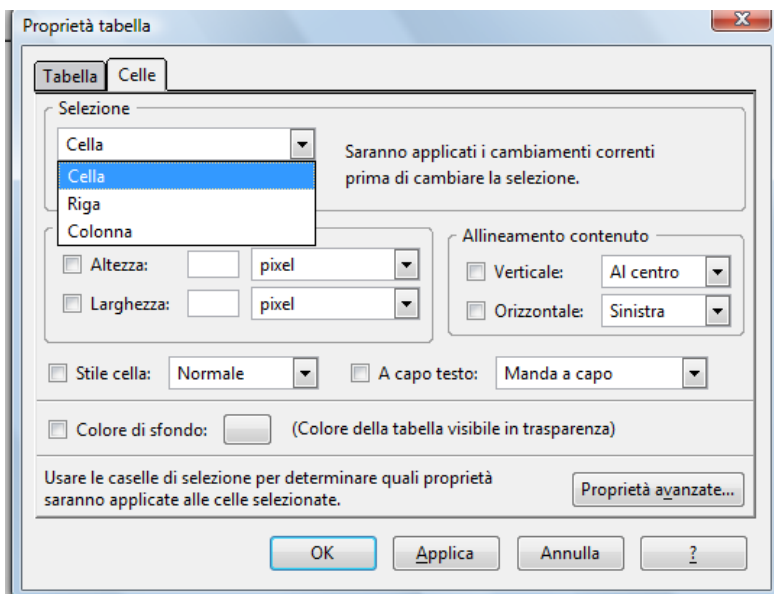 Proprietà tabella
X
Tabella
Celle
Selezione
Cella
Saranno applicati i cambiamenti correnti
prima di cambiare la selezione.
Cella
Riga
Colonna
Altezza:
pixel
Larghezza:
pixel
Allineamento contenuto
Verticale:
Al centro
Orizzontale:
Sinistra
Stile cella:
Normale
A capo testo:
Manda a capo
Colore di sfondo:
(Colore della tabella visibile in trasparenza)
Usare le caselle di selezione per determinare quali proprietà
saranno applicate alle celle selezionate.
Proprietà avanzate...
OK
Applica
Annulla
?